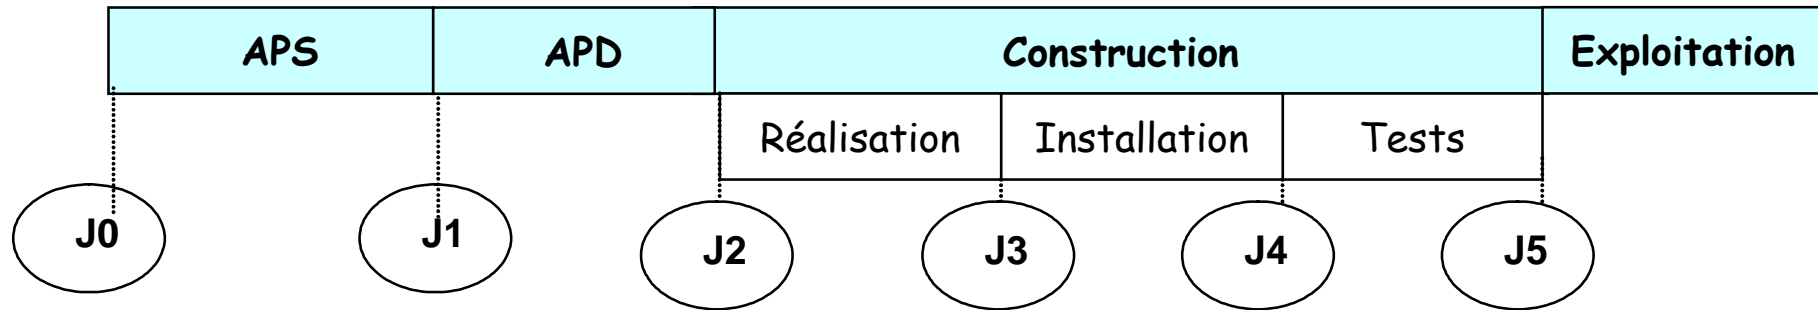 APS APD Construction Exploitation
Réalisation Installation Tests
J0 J1 J2 J3 J4 J5